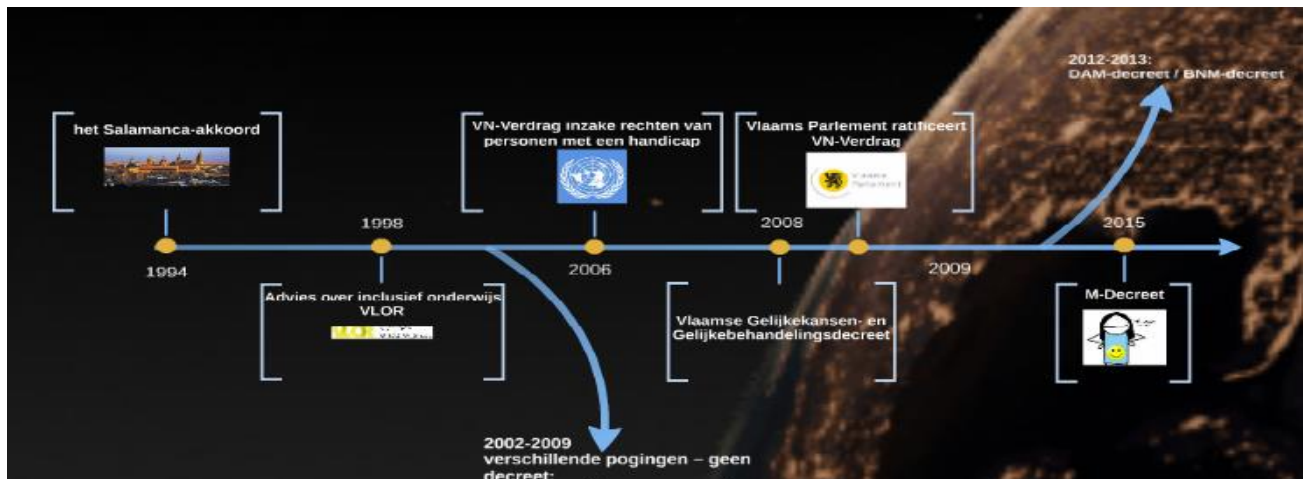 2012-2013:
DAM-decreet / BNM-decreet
het Salamanca-akkoord
VN-Verdrag inzake rechten van
personen met een handicap
Vlaams Parlement ratificeert
VN-Verdrag
Vlaams
Parlement
1998
2008
2015
1994
2006
2009
Advies over inclusief onderwijs
VLOR
Vlaamse Gelijkekansen- en
Gelijkebehandelingsdecreet
M-Decreet
2002-2009
verschillende pogingen – geen
decreet: